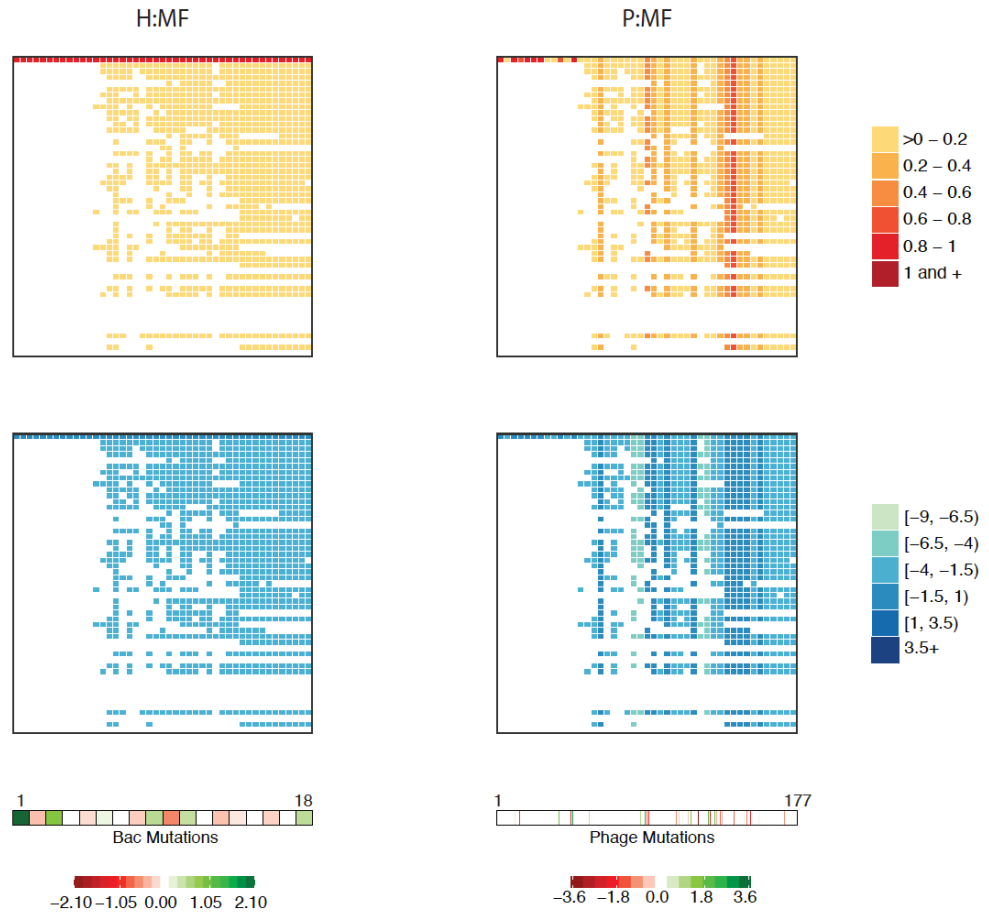 H:MF P:MF
>0 – 0.2
0.2 – 0.4
0.4 – 0.6
0.6 – 0.8
0.8 – 1
1 and +
[−9, −6.5)
[−6.5, −4)
[−4, −1.5)
[−1.5, 1)
[1, 3.5)
3.5+
1 18
Bac Mutations
−2.10 −1.05 0.00 1.05 2.10
1 177
Phage Mutations
−3.6 −1.8 0.0 1.8 3.6